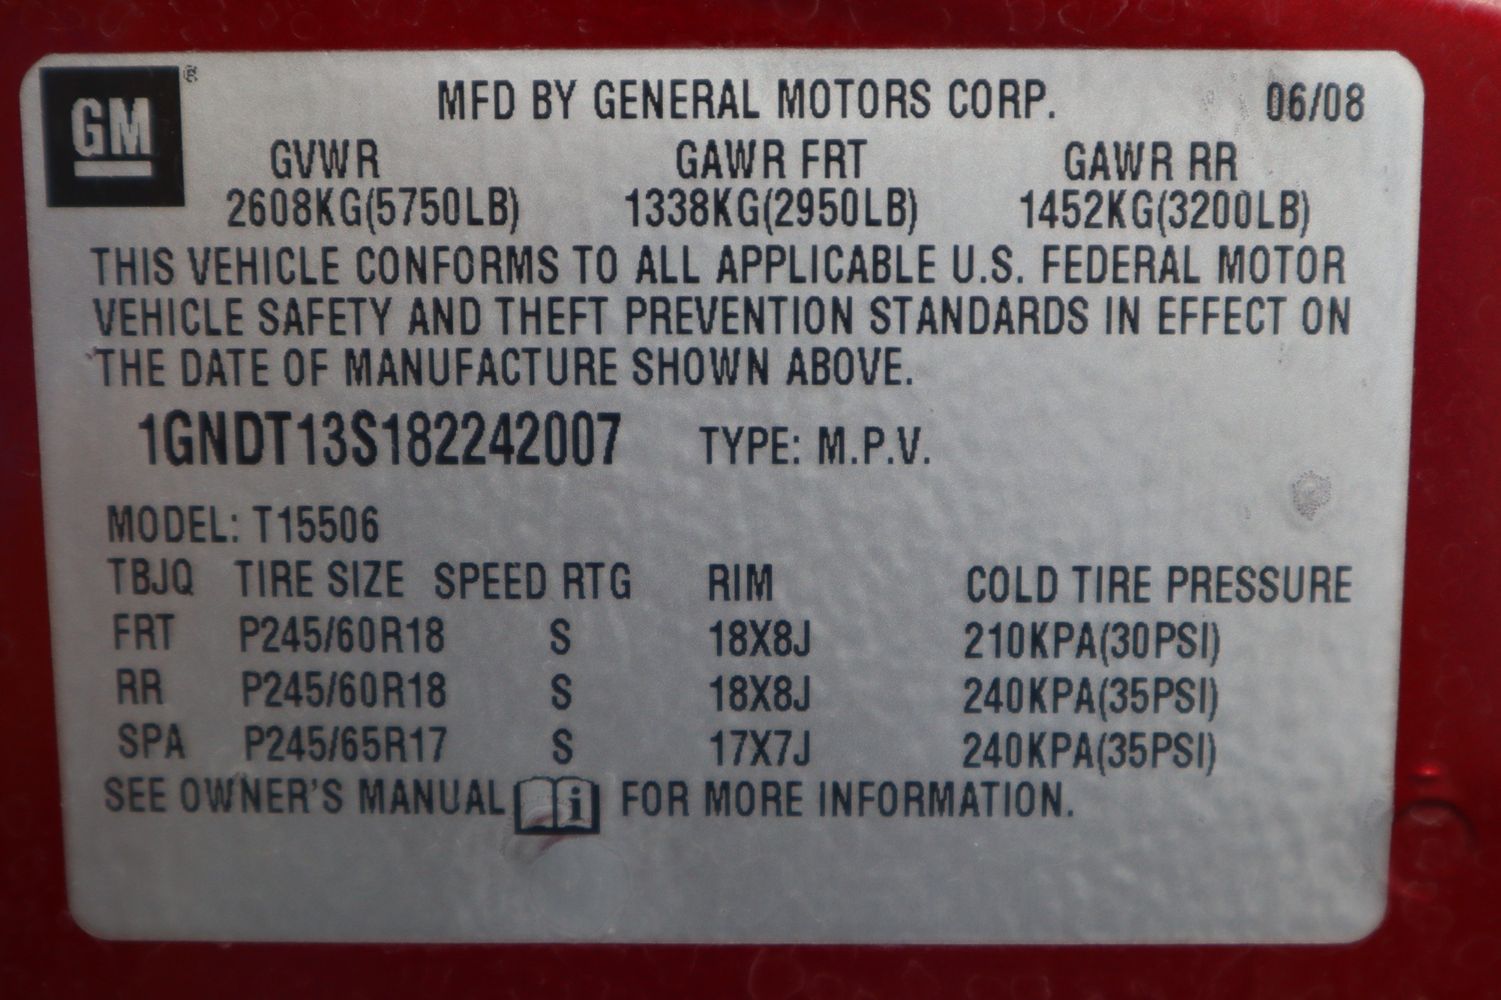 GM ®
MFD BY GENERAL MOTORS CORP. 06/08
GVWR GAWR FRT GAWR RR
2608KG(5750LB) 1338KG(2950LB) 1452KG(3200LB)
THIS VEHICLE CONFORMS TO ALL APPLICABLE U.S. FEDERAL MOTOR
VEHICLE SAFETY AND THEFT PREVENTION STANDARDS IN EFFECT ON
THE DATE OF MANUFACTURE SHOWN ABOVE.
1GNDT13S182242007 TYPE: M.P.V.
MODEL: T15506
TBJQ TIRE SIZE SPEED RTG RIM COLD TIRE PRESSURE
FRT P245/60R18 S 18X8J 210KPA(30PSI)
RR P245/60R18 S 18X8J 240KPA(35PSI)
SPA P245/65R17 S 17X7J 240KPA(35PSI)
SEE OWNER'S MANUAL i FOR MORE INFORMATION.